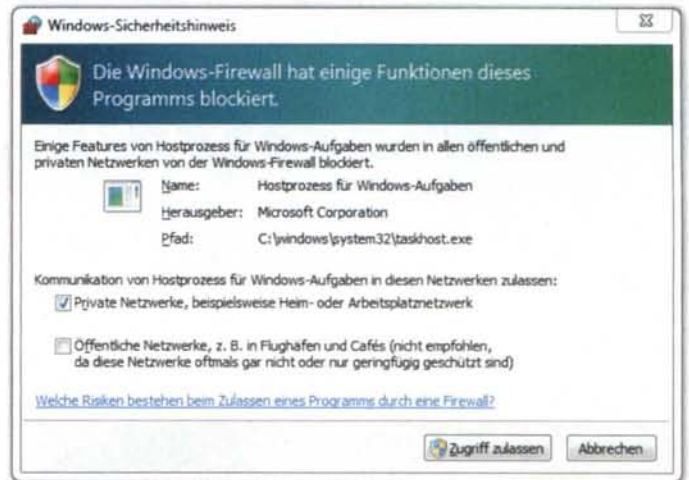 Windows-Sicherheitshinweis
Die Windows-Firewall hat einige Funktionen dieses
Programms blockiert.
Einige Features von Hostprozess für Windows-Aufgaben wurden in allen öffentlichen und
privaten Netzwerken von der Windows-Firewall blockiert.
Name: Hostprozess für Windows-Aufgaben
Herausgeber: Microsoft Corporation
Pfad: C:\windows\system32\taskhost.exe
Kommunikation von Hostprozess für Windows-Aufgaben in diesen Netzwerken zulassen:
Private Netzwerke, beispielsweise Heim- oder Arbeitsplatznetzwerk
Öffentliche Netzwerke, z. B. in Flughäfen und Cafés (nicht empfohlen,
da diese Netzwerke oftmals gar nicht oder nur geringfügig geschützt sind)
Welche Risiken bestehen beim Zulassen eines Programms durch eine Firewall?
Zugriff zulassen Abbrechen